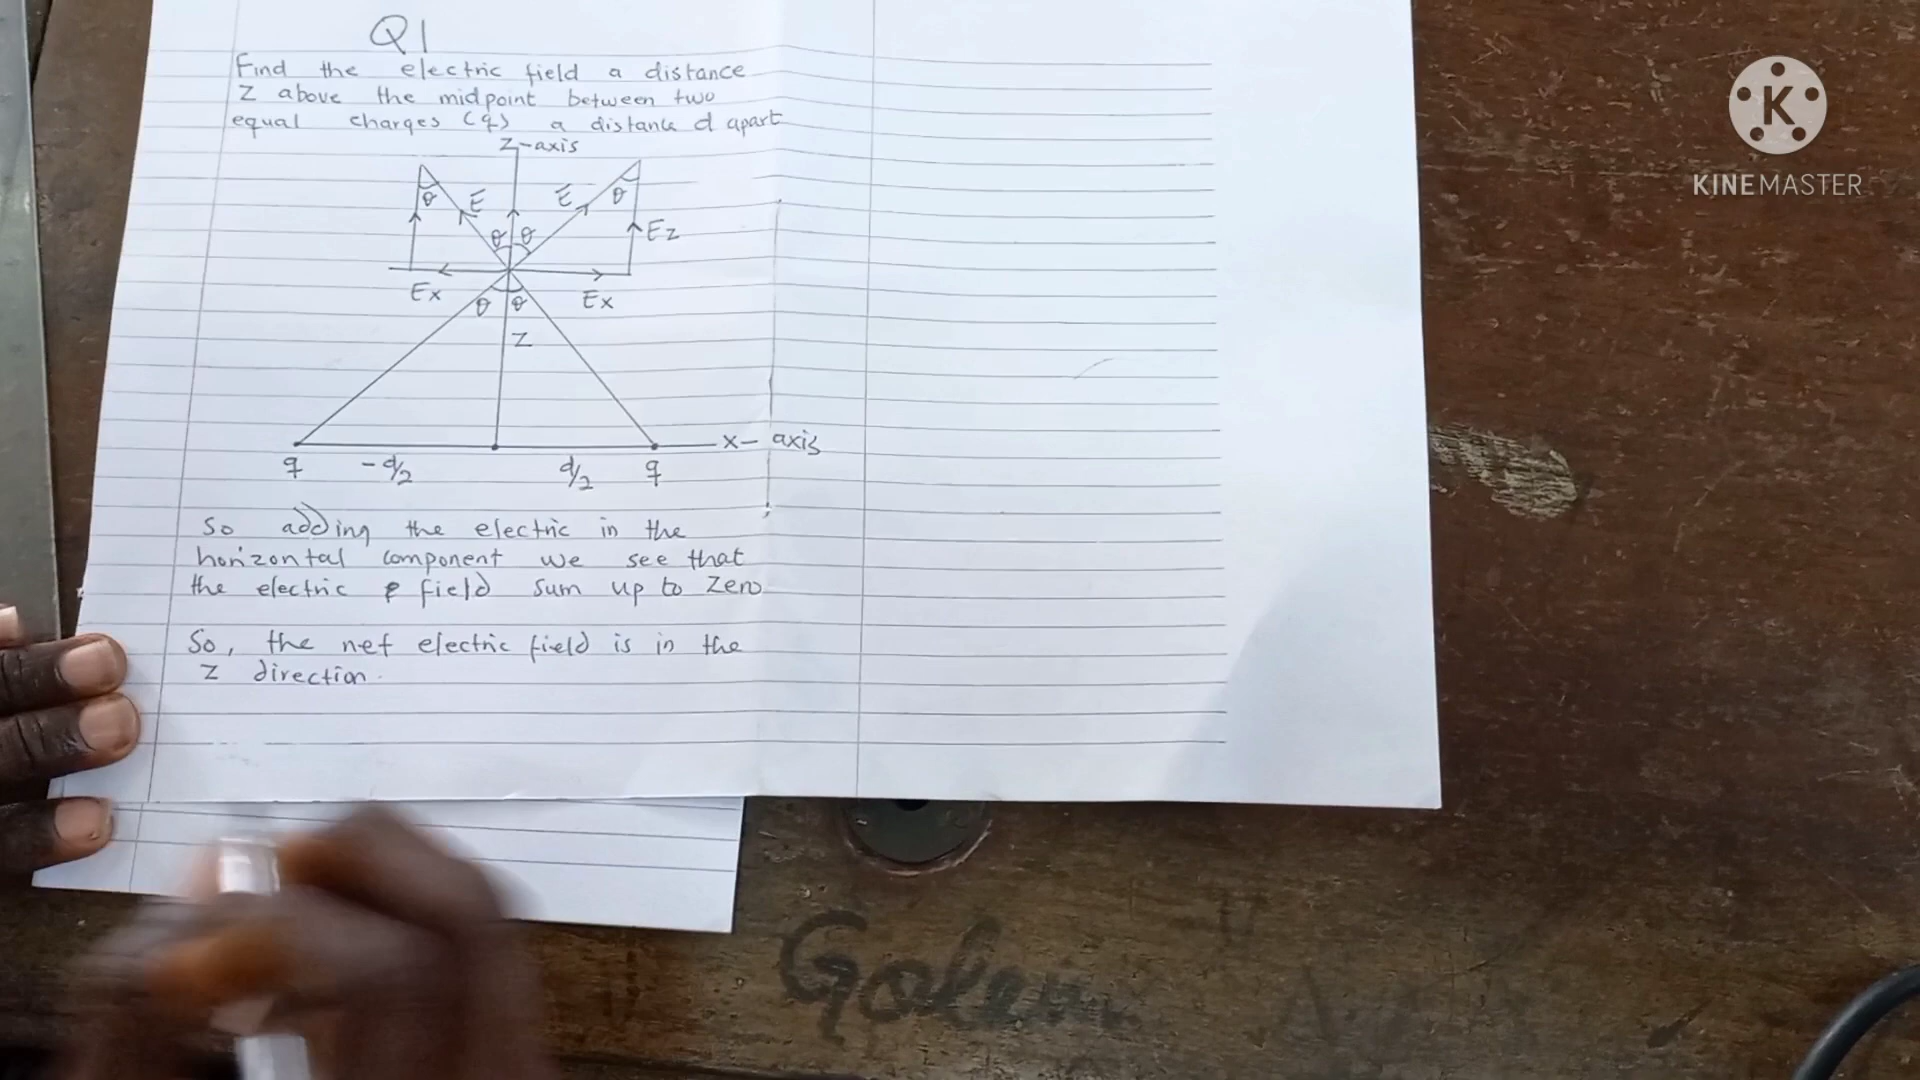 Q1
Find the electric field a distance
Z above the midpoint between two
equal charges (q) a distance d apart
Z-axis
θ E E θ
θ θ Ez
Ex θ θ Ex
Z
x- axis
q -d/2 d/2 q
So adding the electric in the
horizontal component we see that
the electric field sum up to Zero
So, the net electric field is in the
Z direction.
K
KINEMASTER